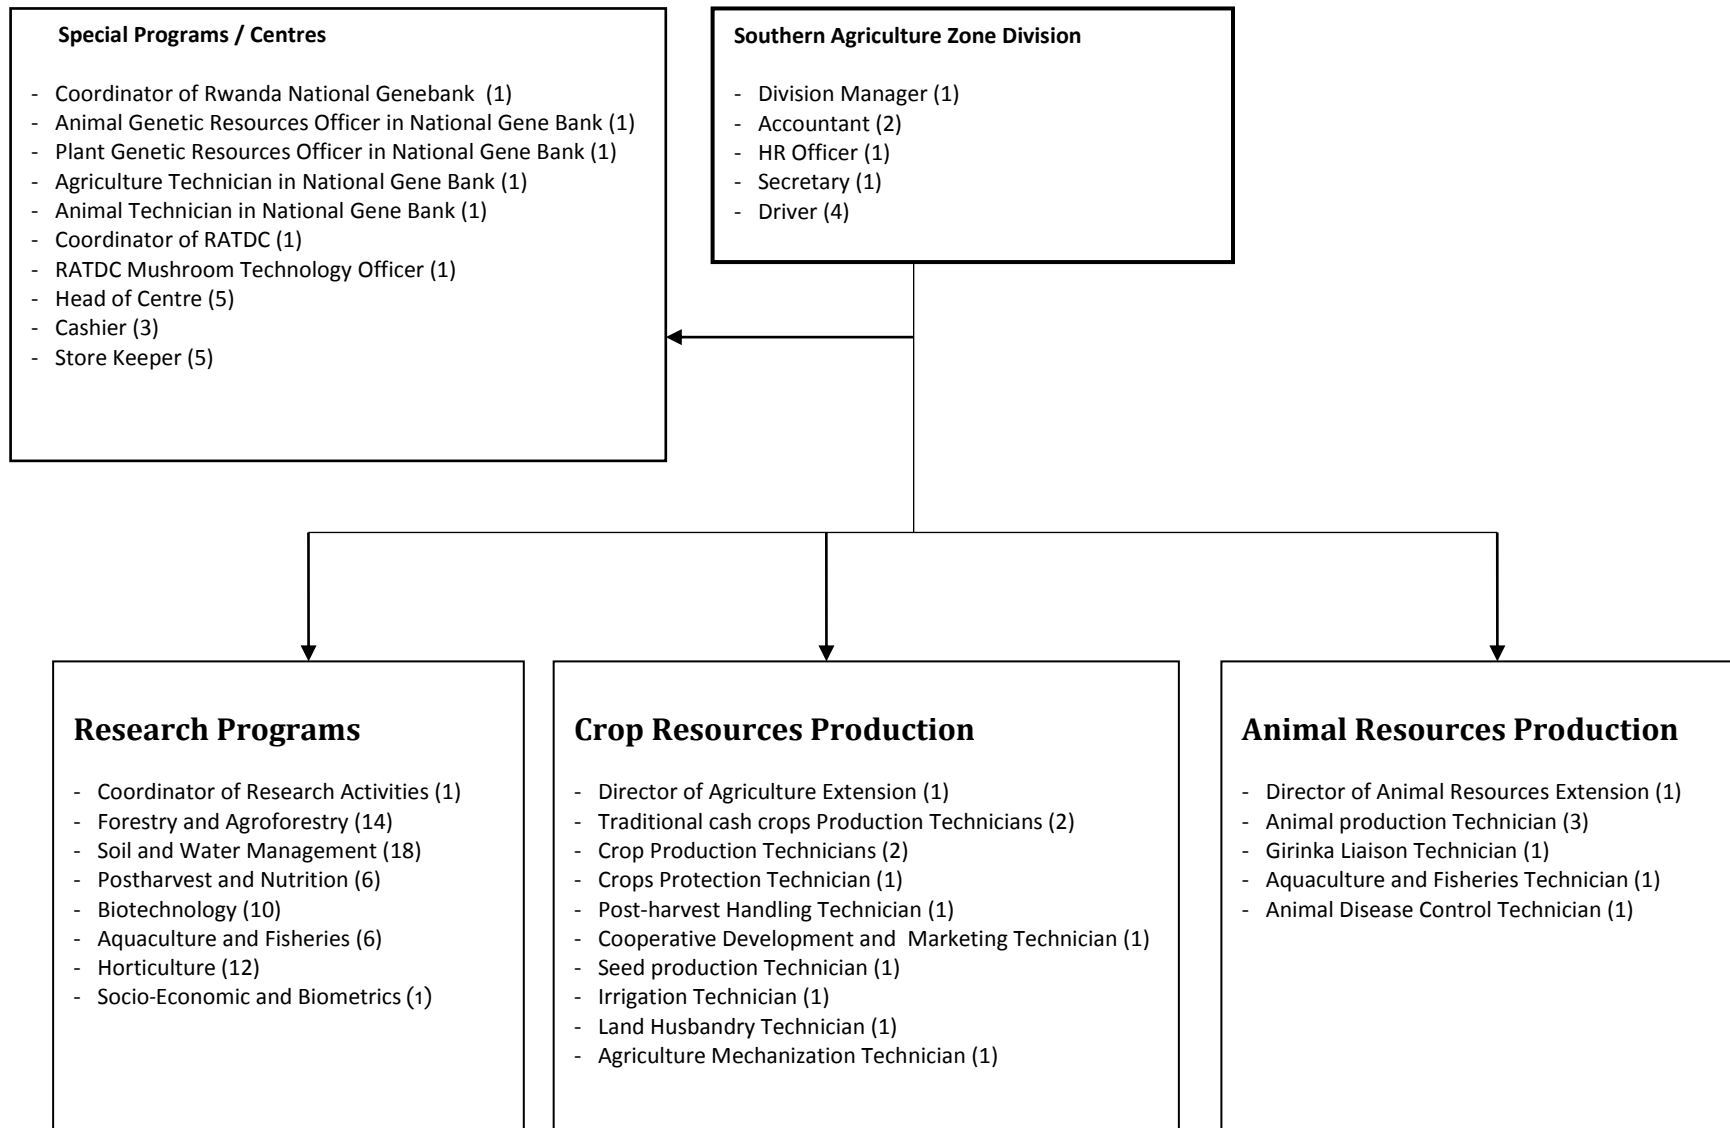 Special Programs / Centres
- Coordinator of Rwanda National Genebank (1)
- Animal Genetic Resources Officer in National Gene Bank (1)
- Plant Genetic Resources Officer in National Gene Bank (1)
- Agriculture Technician in National Gene Bank (1)
- Animal Technician in National Gene Bank (1)
- Coordinator of RATDC (1)
- RATDC Mushroom Technology Officer (1)
- Head of Centre (5)
- Cashier (3)
- Store Keeper (5)
Southern Agriculture Zone Division
- Division Manager (1)
- Accountant (2)
- HR Officer (1)
- Secretary (1)
- Driver (4)
Research Programs
- Coordinator of Research Activities (1)
- Forestry and Agroforestry (14)
- Soil and Water Management (18)
- Postharvest and Nutrition (6)
- Biotechnology (10)
- Aquaculture and Fisheries (6)
- Horticulture (12)
- Socio-Economic and Biometrics (1)
Crop Resources Production
- Director of Agriculture Extension (1)
- Traditional cash crops Production Technicians (2)
- Crop Production Technicians (2)
- Crops Protection Technician (1)
- Post-harvest Handling Technician (1)
- Cooperative Development and Marketing Technician (1)
- Seed production Technician (1)
- Irrigation Technician (1)
- Land Husbandry Technician (1)
- Agriculture Mechanization Technician (1)
Animal Resources Production
- Director of Animal Resources Extension (1)
- Animal production Technician (3)
- Girinka Liaison Technician (1)
- Aquaculture and Fisheries Technician (1)
- Animal Disease Control Technician (1)